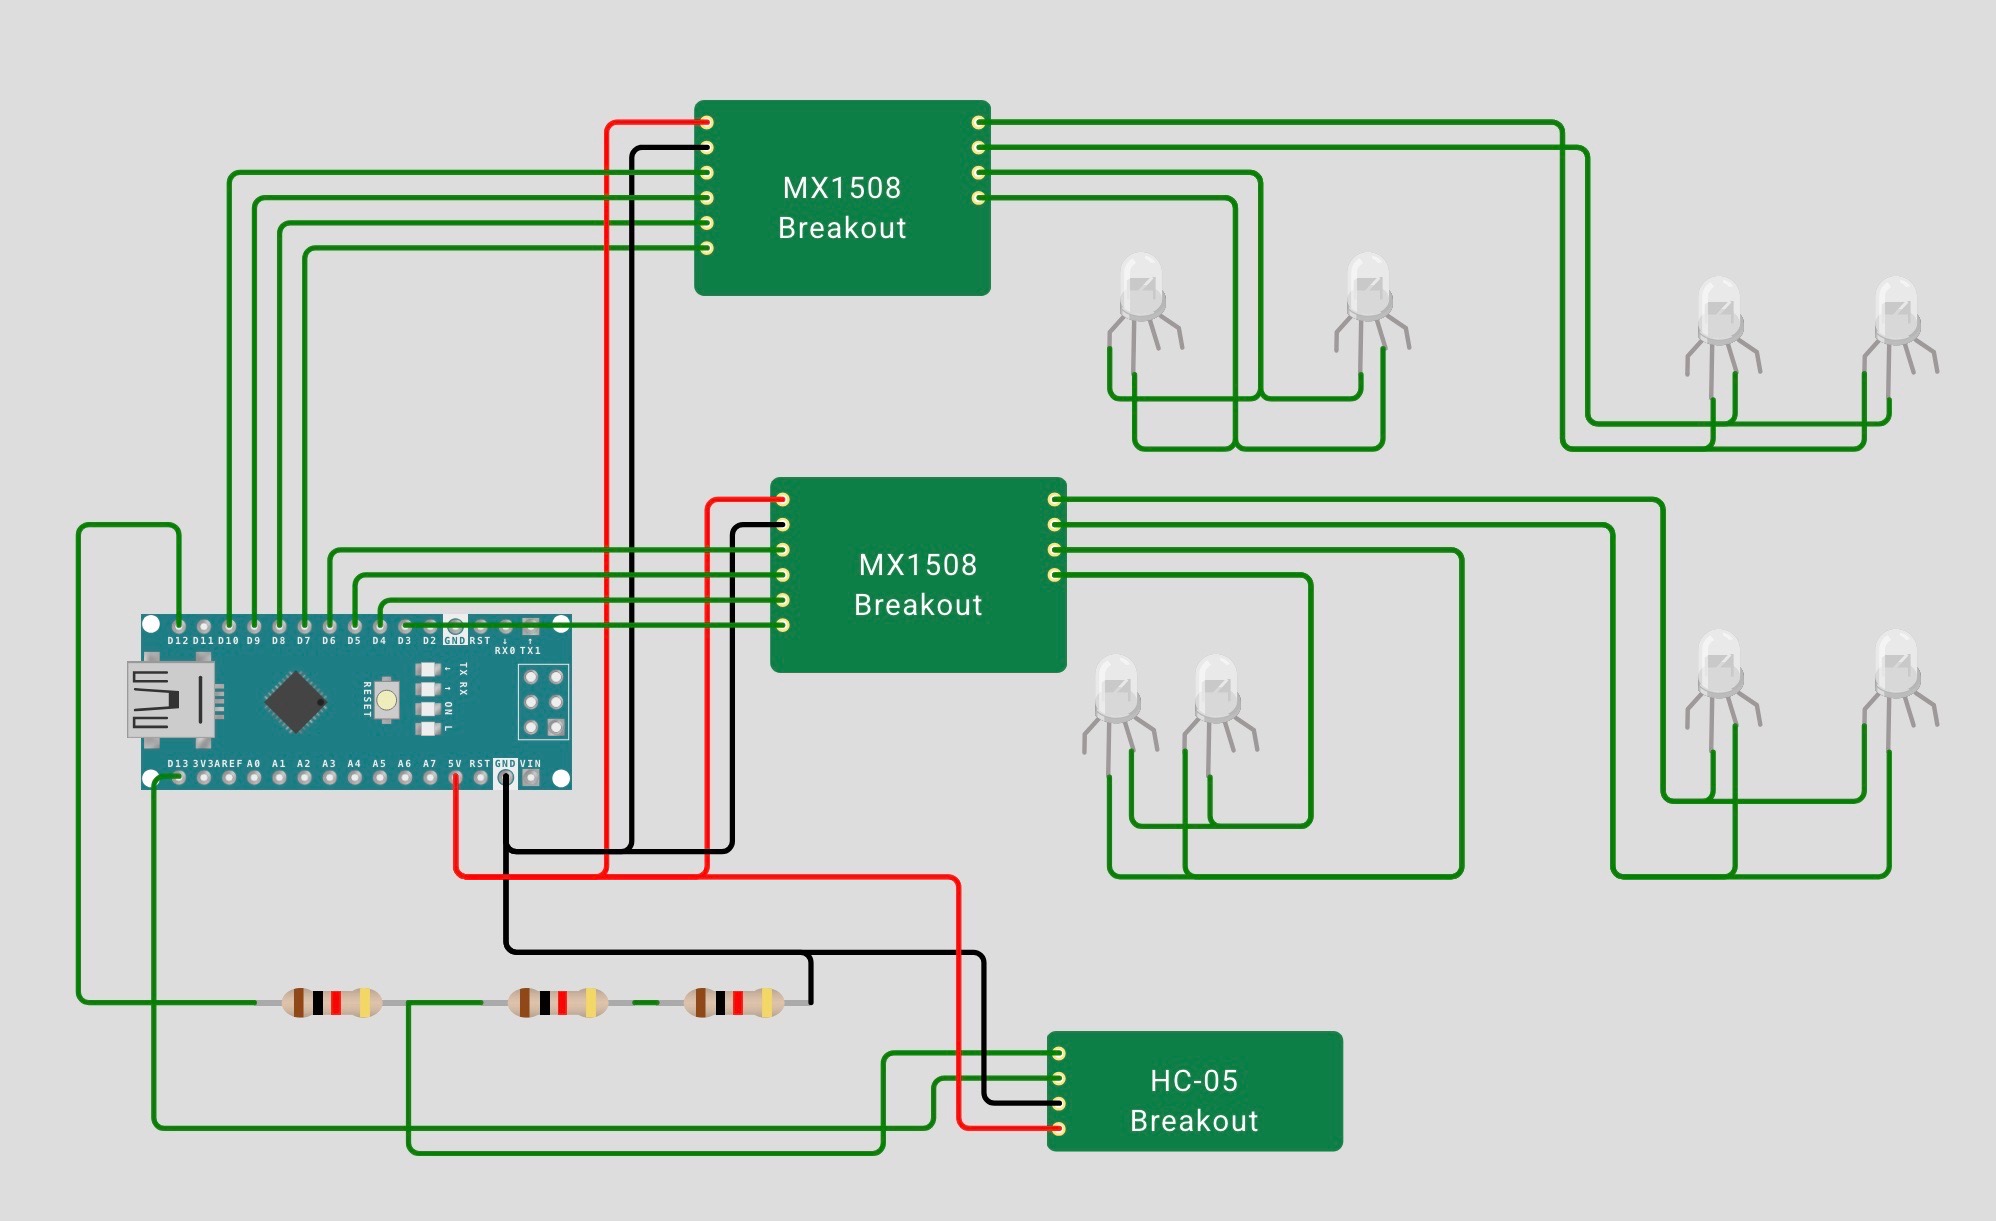 MX1508
Breakout
MX1508
Breakout
D12 D11 D10 D9 D8 D7 D6 D5 D4 D3 D2 GND RST ↓ ↑
RX0 TX1
RESET
TX RX
ON L
D13 3V3 AREF A0 A1 A2 A3 A4 A5 A6 A7 5V RST GND VIN
HC-05
Breakout